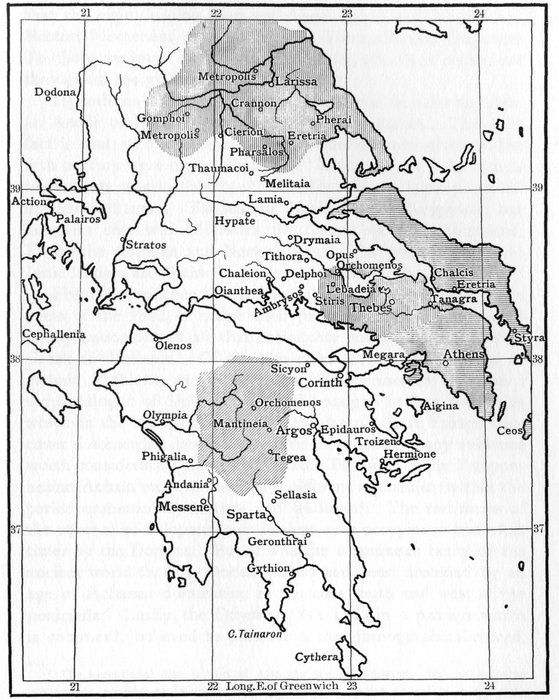 21 22 23 24
Dodona
Metropolis
Larissa
Crannon
Gomphoi
Pherai
Metropolis
Cierion
Eretria
Pharsalos
Thaumacoi
Melitaia
39
39
Action
Lamia
Palairos
Hypate
Stratos
Drymaia
Tithora
Opus
Orchomenos
Chaleion
Delphoi
Chalcis
Oianthea
Lebadeia
Eretria
Ambrysos
Stiris
Thebes
Tanagra
Cephallenia
Styra
Olenos
38
38
Megara
Athens
Sicyon
Corinth
Orchomenos
Aigina
Olympia
Mantineia
Argos
Epidauros
Ceos
Troizen
Phigalia
Tegea
Hermione
Andania
Messene
Sellasia
Sparta
37
37
Geronthrai
Gythion
C. Tainaron
Cythera
21 22 Long. E. of Greenwich 23 24